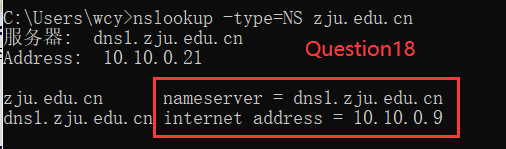 C:\Users\wcy>nslookup -type=NS zju.edu.cn
服务器:  dns1.zju.edu.cn
Address:  10.10.0.21
Question18
zju.edu.cn      nameserver = dns1.zju.edu.cn
dns1.zju.edu.cn internet address = 10.10.0.9